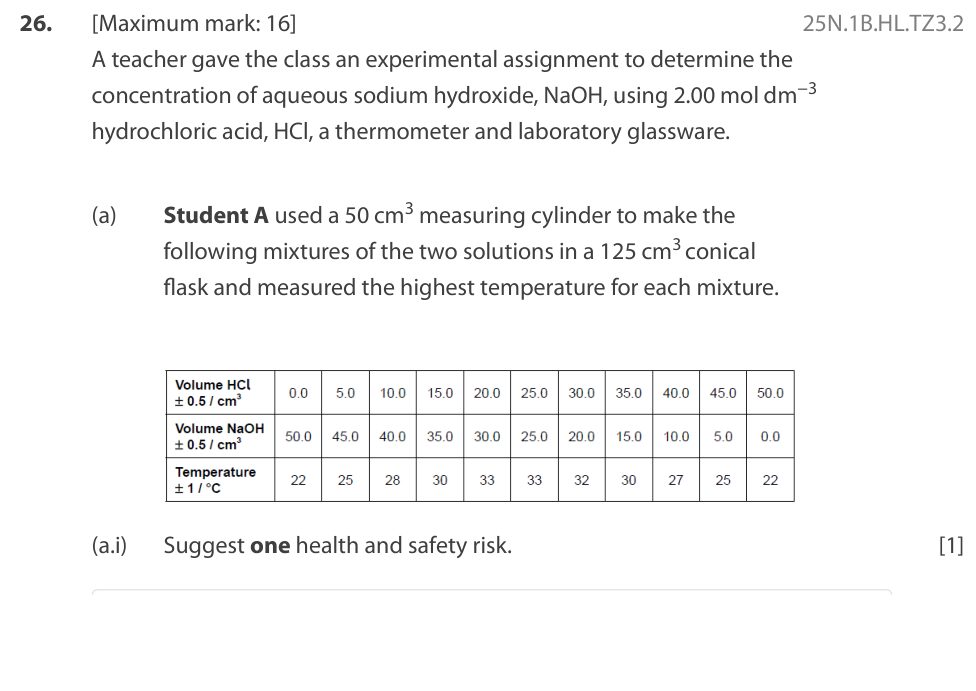 26. [Maximum mark: 16] 25N.1B.HL.TZ3.2
A teacher gave the class an experimental assignment to determine the
concentration of aqueous sodium hydroxide, NaOH, using 2.00 mol dm⁻³
hydrochloric acid, HCl, a thermometer and laboratory glassware.
(a) Student A used a 50 cm³ measuring cylinder to make the
following mixtures of the two solutions in a 125 cm³ conical
flask and measured the highest temperature for each mixture.
Volume HCl ± 0.5 / cm³ 0.0 5.0 10.0 15.0 20.0 25.0 30.0 35.0 40.0 45.0 50.0
Volume NaOH ± 0.5 / cm³ 50.0 45.0 40.0 35.0 30.0 25.0 20.0 15.0 10.0 5.0 0.0
Temperature ± 1 / °C 22 25 28 30 33 33 32 30 27 25 22
(a.i) Suggest one health and safety risk. [1]